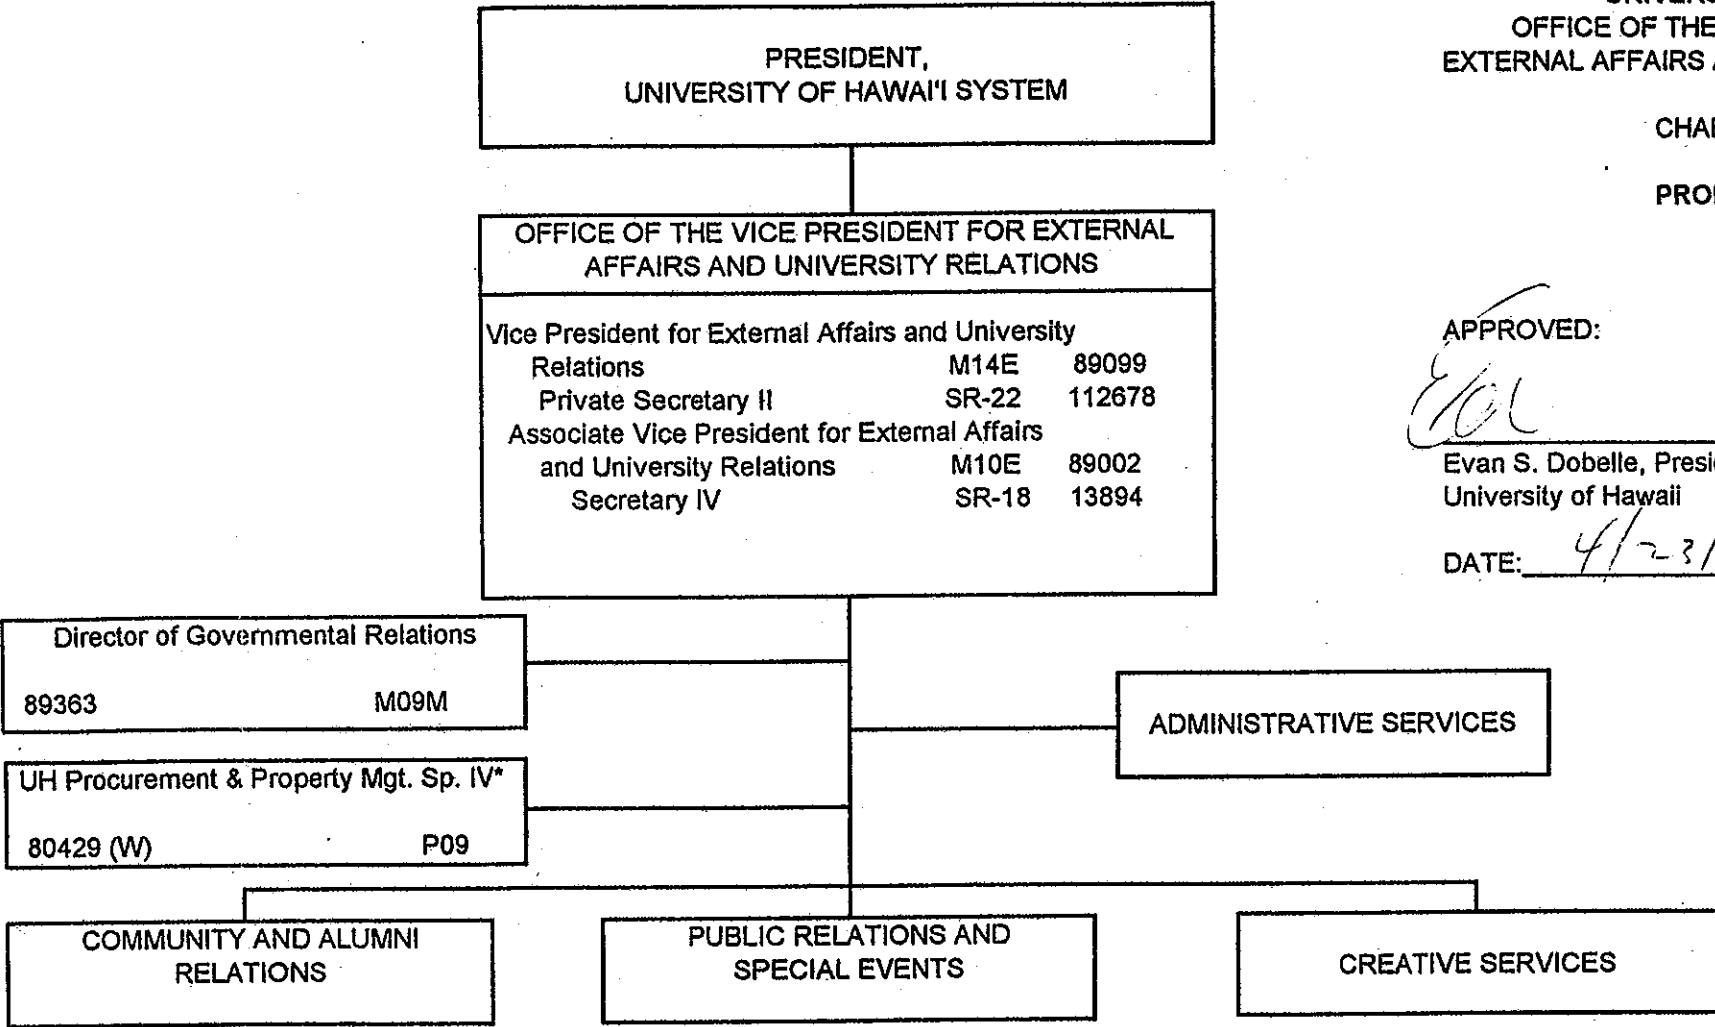 PRESIDENT,
UNIVERSITY OF HAWAI'I SYSTEM
OFFICE OF THE
EXTERNAL AFFAIRS
OFFICE OF THE VICE PRESIDENT FOR EXTERNAL
AFFAIRS AND UNIVERSITY RELATIONS
Vice President for External Affairs and University
Relations M14E 89099
Private Secretary II SR-22 112678
Associate Vice President for External Affairs
and University Relations M10E 89002
Secretary IV SR-18 13894
APPROVED:
Evan S. Dobelle,
University of Hawaii
DATE: 4/23/
Director of Governmental Relations
89363 M09M
UH Procurement & Property Mgt. Sp. IV*
80429 (W) P09
ADMINISTRATIVE SERVICES
COMMUNITY AND ALUMNI
RELATIONS
PUBLIC RELATIONS AND
SPECIAL EVENTS
CREATIVE SERVICES